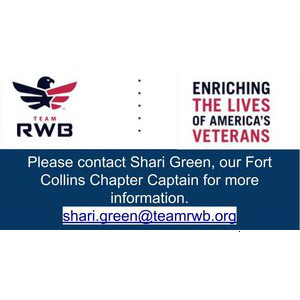 TEAM
RWB
ENRICHING
THE LIVES
OF AMERICA'S
VETERANS
Please contact Shari Green, our Fort
Collins Chapter Captain for more
information.
shari.green@teamrwb.org